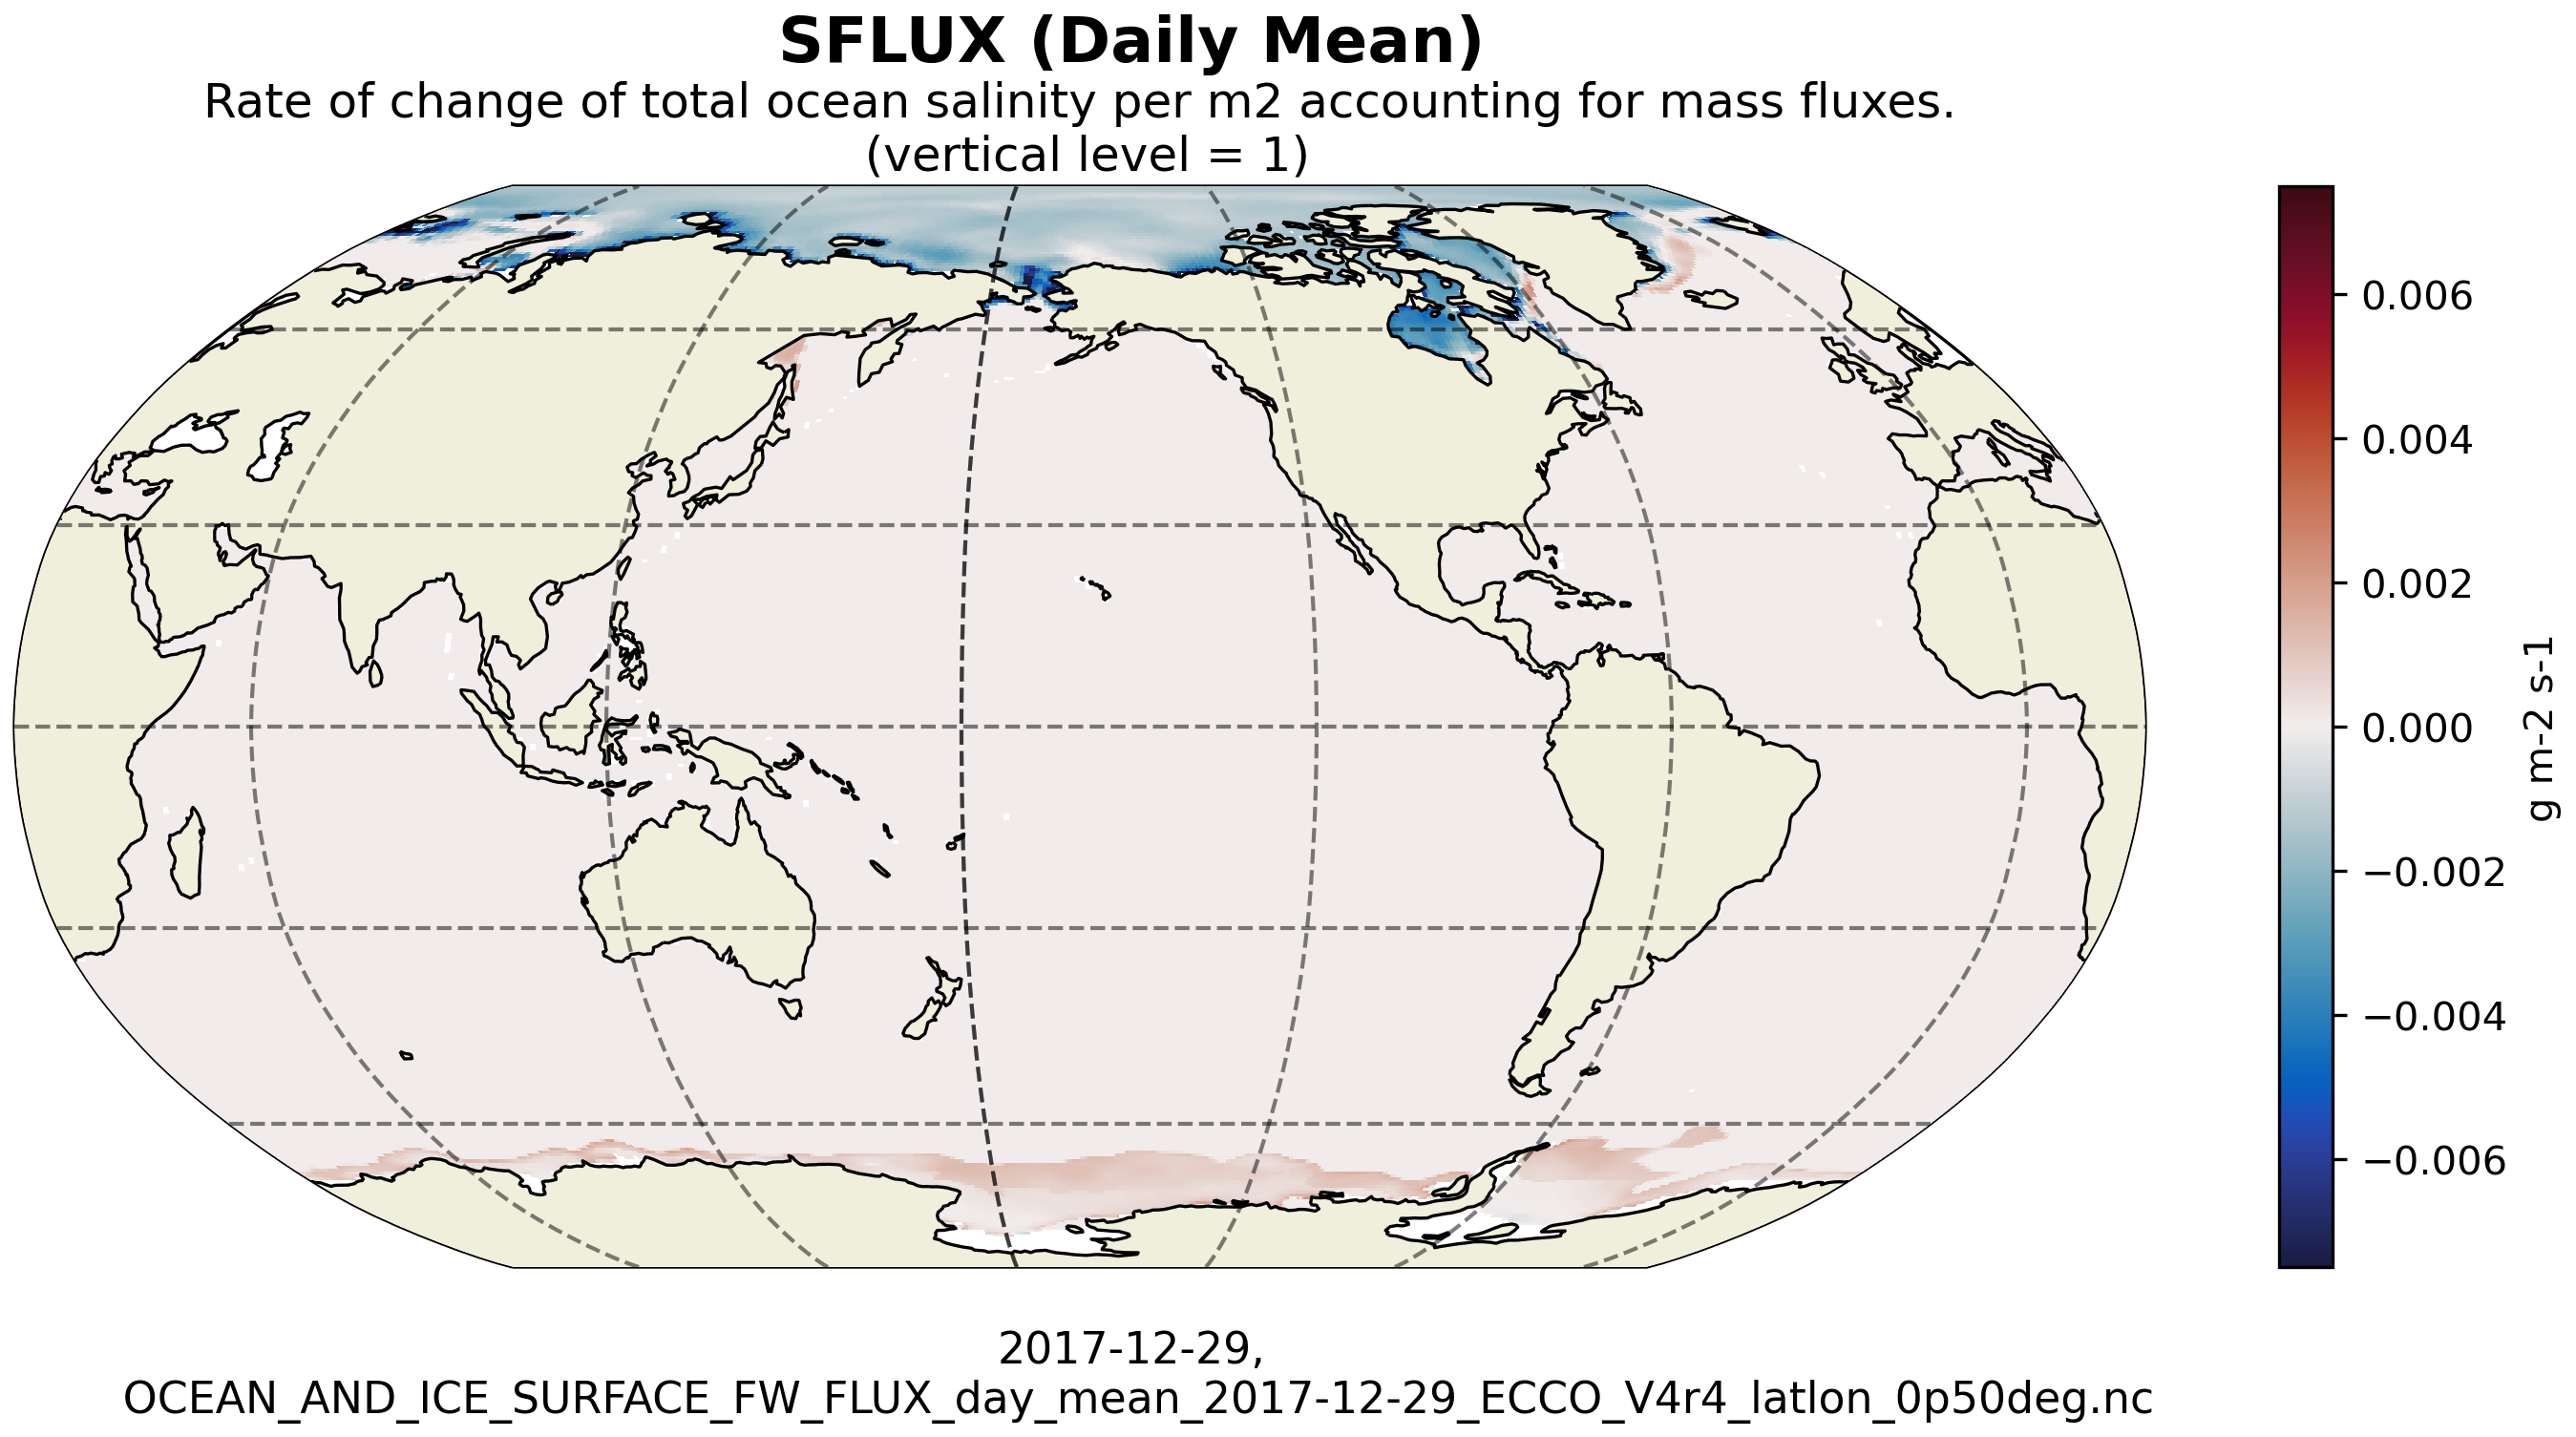 SFLUX (Daily Mean)
Rate of change of total ocean salinity per m2 accounting for mass fluxes.
(vertical level = 1)
0.006
0.004
0.002
0.000
−0.002
−0.004
−0.006
g m-2 s-1
2017-12-29,
OCEAN_AND_ICE_SURFACE_FW_FLUX_day_mean_2017-12-29_ECCO_V4r4_latlon_0p50deg.nc